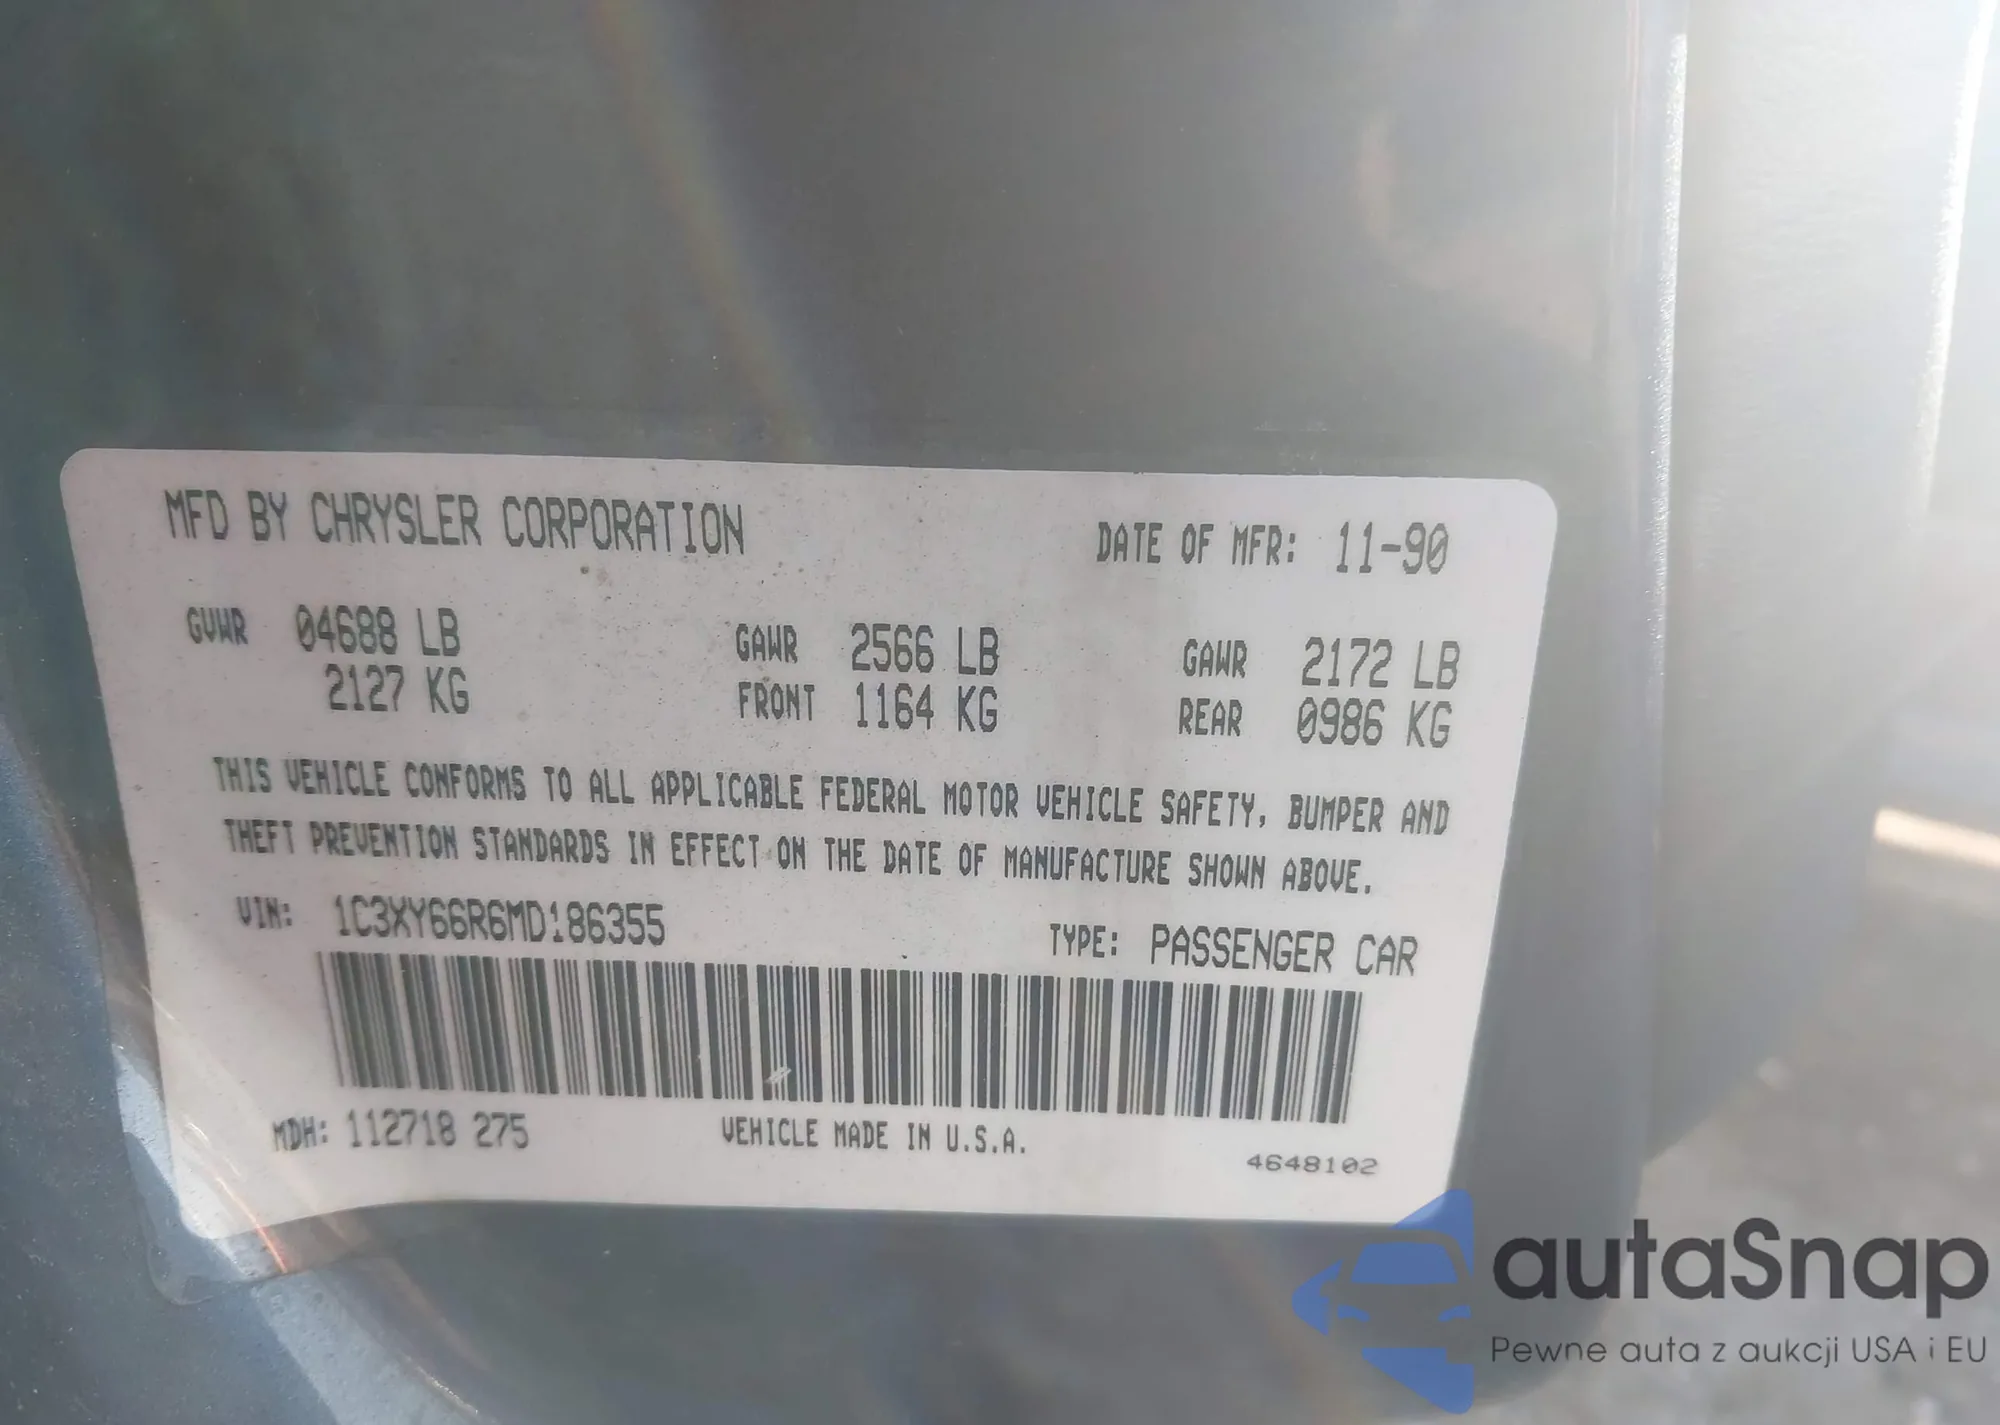 MFD BY CHRYSLER CORPORATION DATE OF MFR: 11-90
GVWR 04688 LB GAWR 2566 LB GAWR 2172 LB
2127 KG FRONT 1164 KG REAR 0986 KG
THIS VEHICLE CONFORMS TO ALL APPLICABLE FEDERAL MOTOR VEHICLE SAFETY, BUMPER AND
THEFT PREVENTION STANDARDS IN EFFECT ON THE DATE OF MANUFACTURE SHOWN ABOVE.
VIN: 1C3XY66R6MD186355 TYPE: PASSENGER CAR
MDH: 112718 275 VEHICLE MADE IN U.S.A. 4648102
autaSnap
Pewne auta z aukcji USA i EU